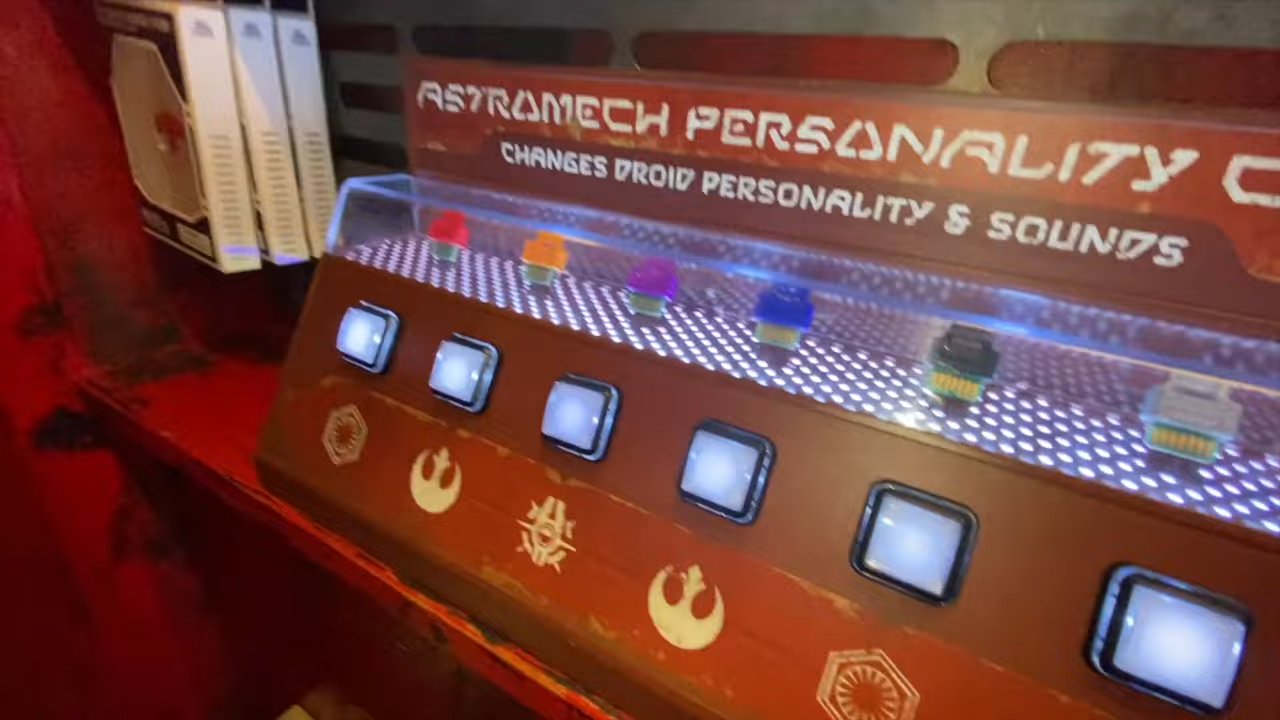 ASTROMECH PERSONALITY C
CHANGES DROID PERSONALITY & SOUNDS